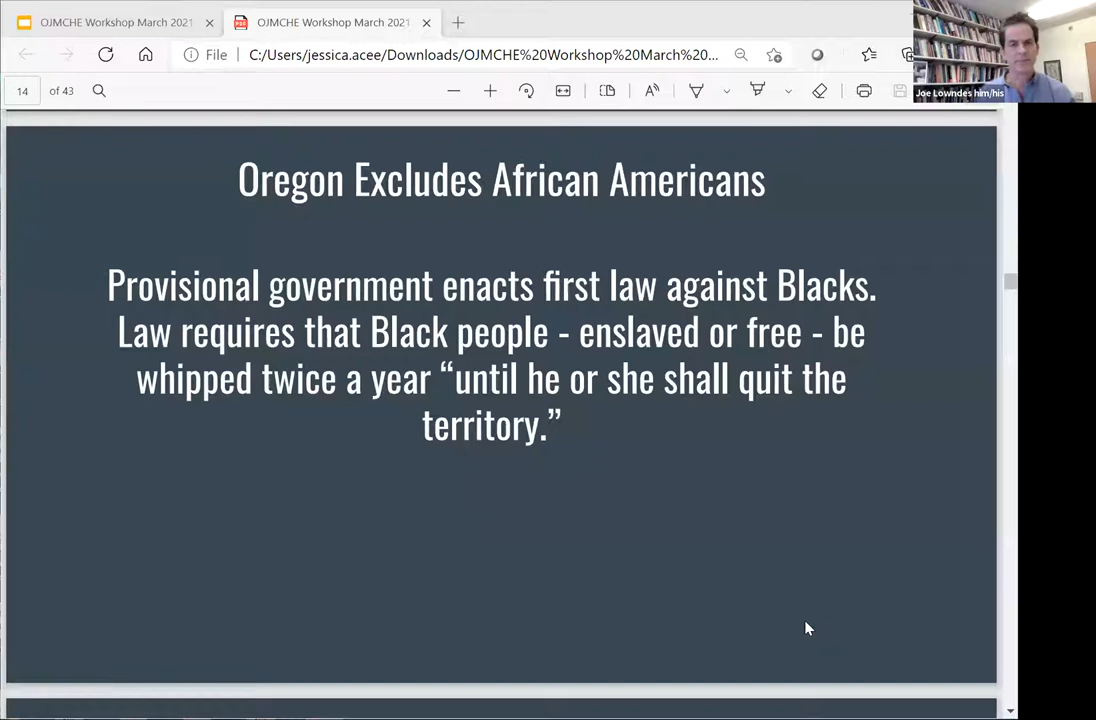 OJMCHE Workshop March 2021
OJMCHE Workshop March 2021
File
C:/Users/jessica.acee/Downloads/OJMCHE%20Workshop%20March%20...
14 of 43
Joe Lowndes him/his
Oregon Excludes African Americans
Provisional government enacts first law against Blacks.
Law requires that Black people - enslaved or free - be
whipped twice a year “until he or she shall quit the
territory.”